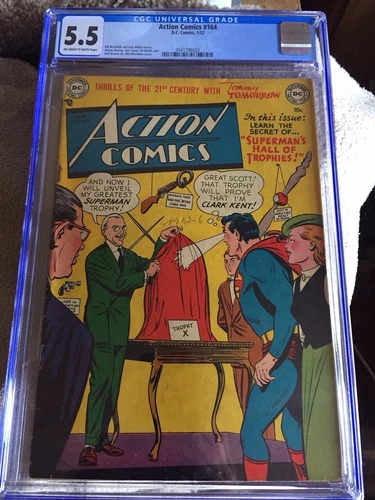 CGC UNIVERSAL GRADE
5.5
OFF-WHITE TO WHITE Pages
Action Comics #164
D.C. Comics, 1/52
THRILLS OF THE 21ST CENTURY WITH Tommy TOMORROW
DC
ACTION
COMICS
10¢
In this issue:
LEARN THE
SECRET OF...
"SUPERMAN'S
HALL OF
TROPHIES!"
AND NOW I
WILL UNVEIL
MY GREATEST
SUPERMAN
TROPHY!
GREAT SCOTT!
THAT TROPHY
WILL PROVE
THAT I'M
CLARK KENT!
TROPHY
X